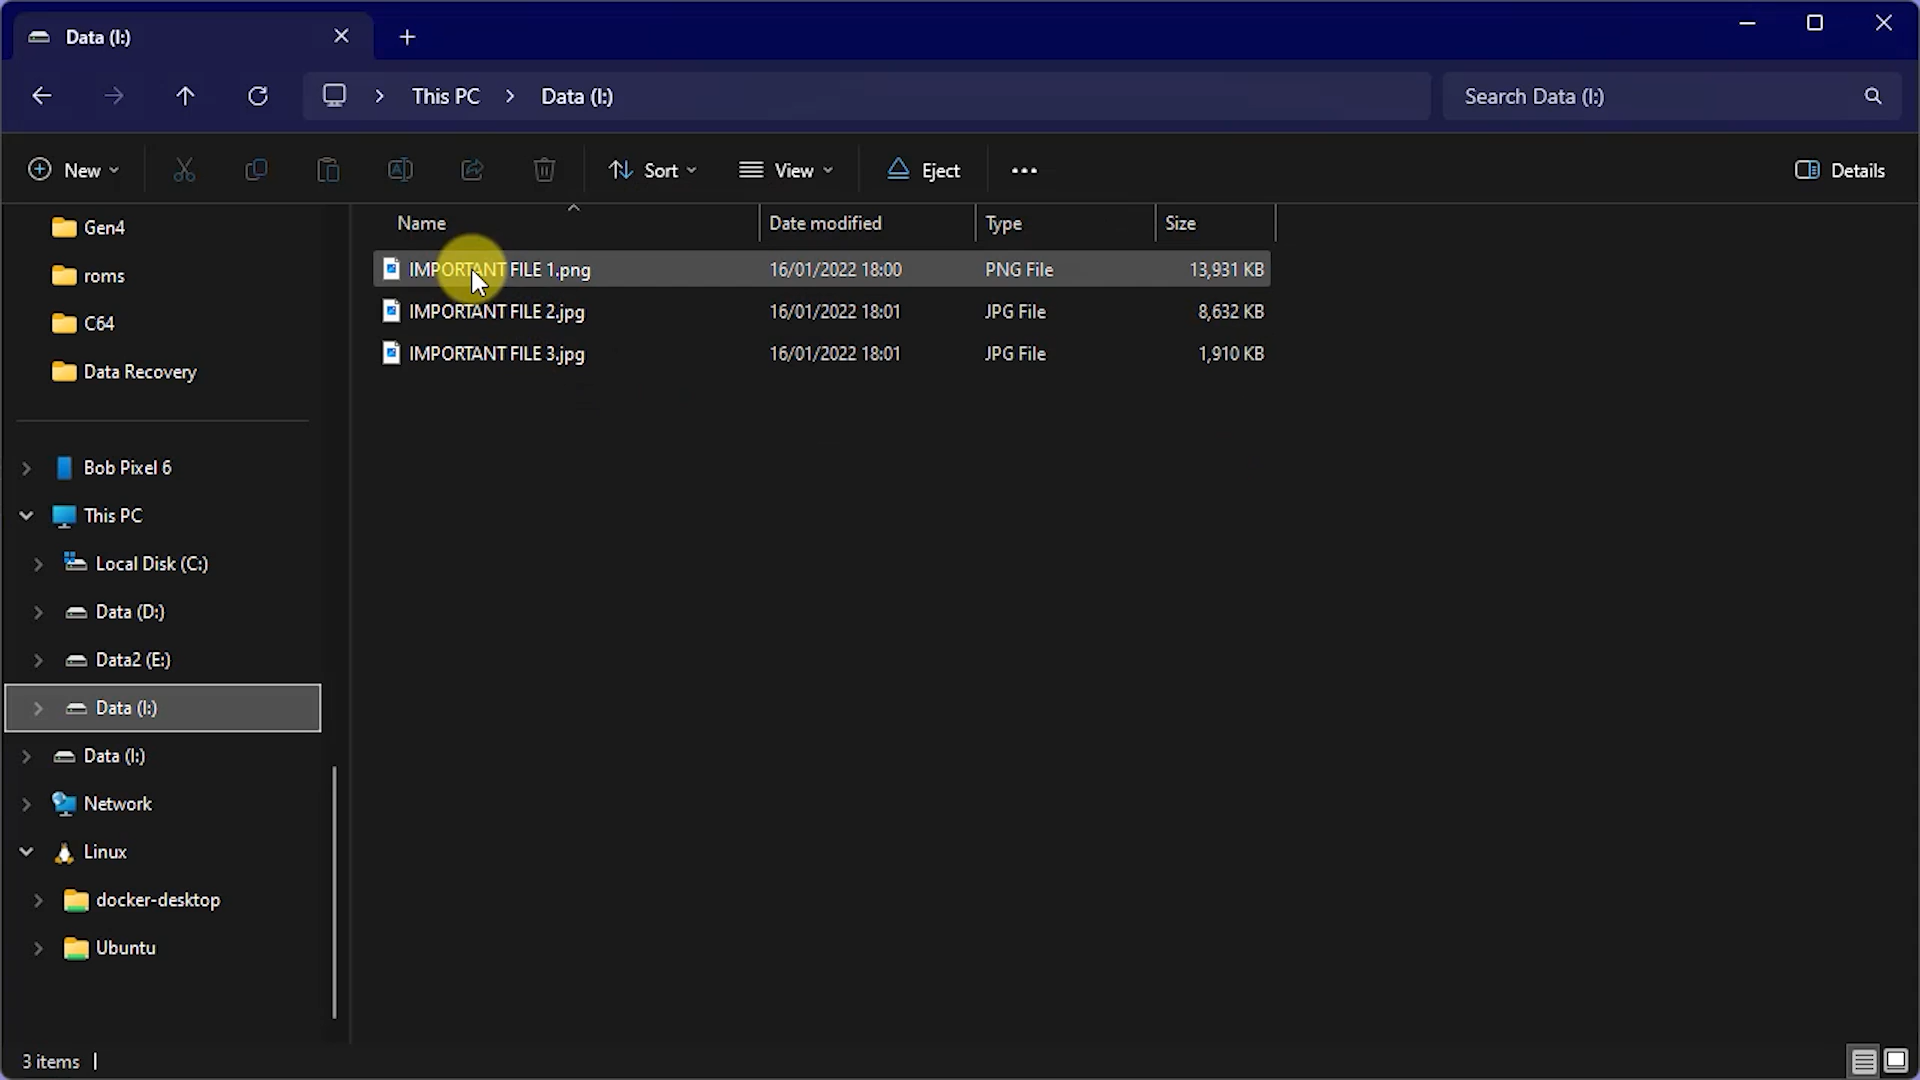 Data (I:)
This PC
Data (I:)
Search Data (I:)
New
Sort
View
Eject
Details
Gen4
roms
C64
Data Recovery
Bob Pixel 6
This PC
Local Disk (C:)
Data (D:)
Data2 (E:)
Data (I:)
Data (I:)
Network
Linux
docker-desktop
Ubuntu
Name Date modified Type Size
IMPORTANT FILE 1.png 16/01/2022 18:00 PNG File 13,931 KB
IMPORTANT FILE 2.jpg 16/01/2022 18:01 JPG File 8,632 KB
IMPORTANT FILE 3.jpg 16/01/2022 18:01 JPG File 1,910 KB
3 items